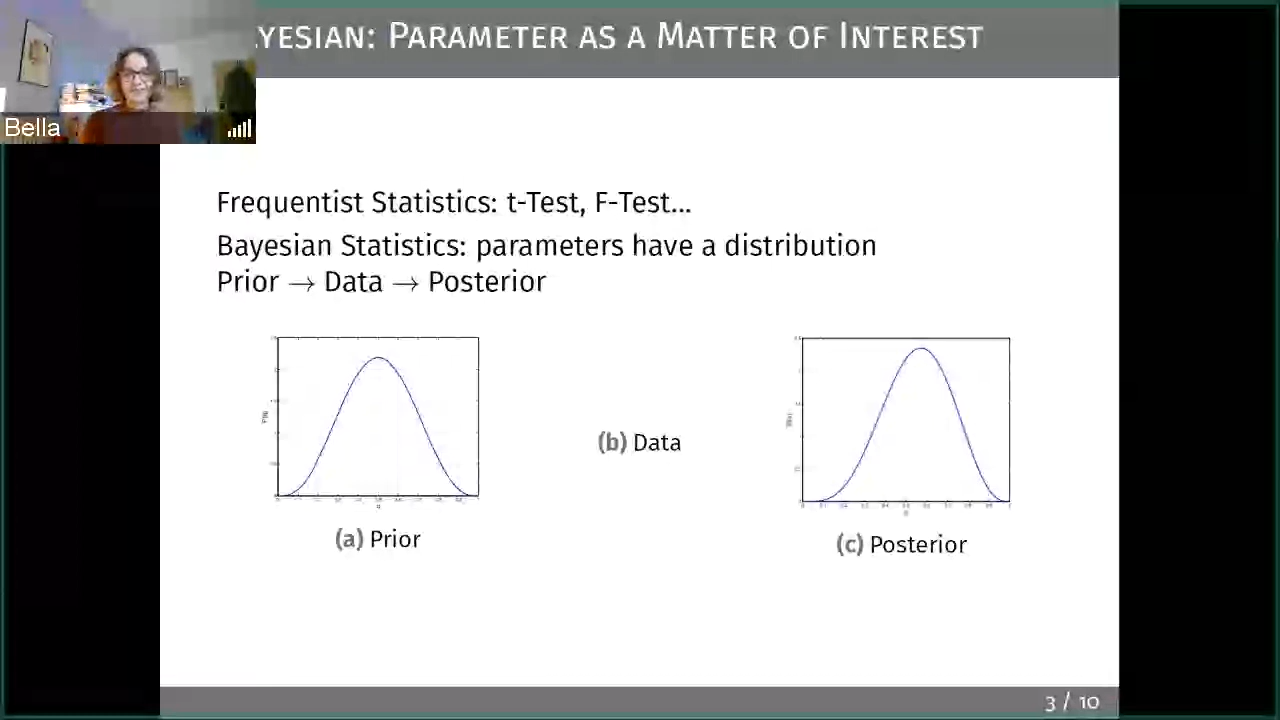 YESIAN: PARAMETER AS A MATTER OF INTEREST
Bella
Frequentist Statistics: t-Test, F-Test...
Bayesian Statistics: parameters have a distribution
Prior → Data → Posterior
(b) Data
(a) Prior
(c) Posterior
3 / 10